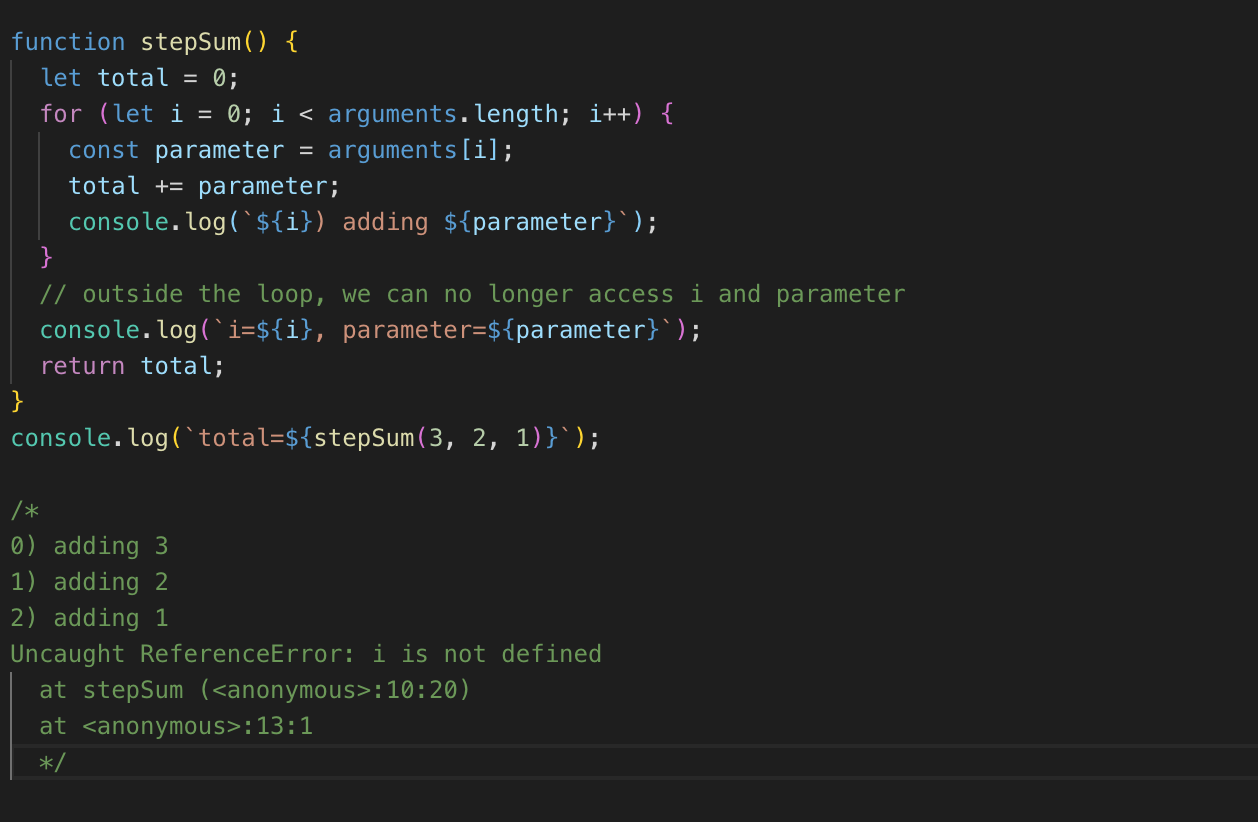 function stepSum() {
  let total = 0;
  for (let i = 0; i < arguments.length; i++) {
    const parameter = arguments[i];
    total += parameter;
    console.log(`${i}) adding ${parameter}`);
  }
  // outside the loop, we can no longer access i and parameter
  console.log(`i=${i}, parameter=${parameter}`);
  return total;
}
console.log(`total=${stepSum(3, 2, 1)}`);

/*
0) adding 3
1) adding 2
2) adding 1
Uncaught ReferenceError: i is not defined
  at stepSum (<anonymous>:10:20)
  at <anonymous>:13:1
  */